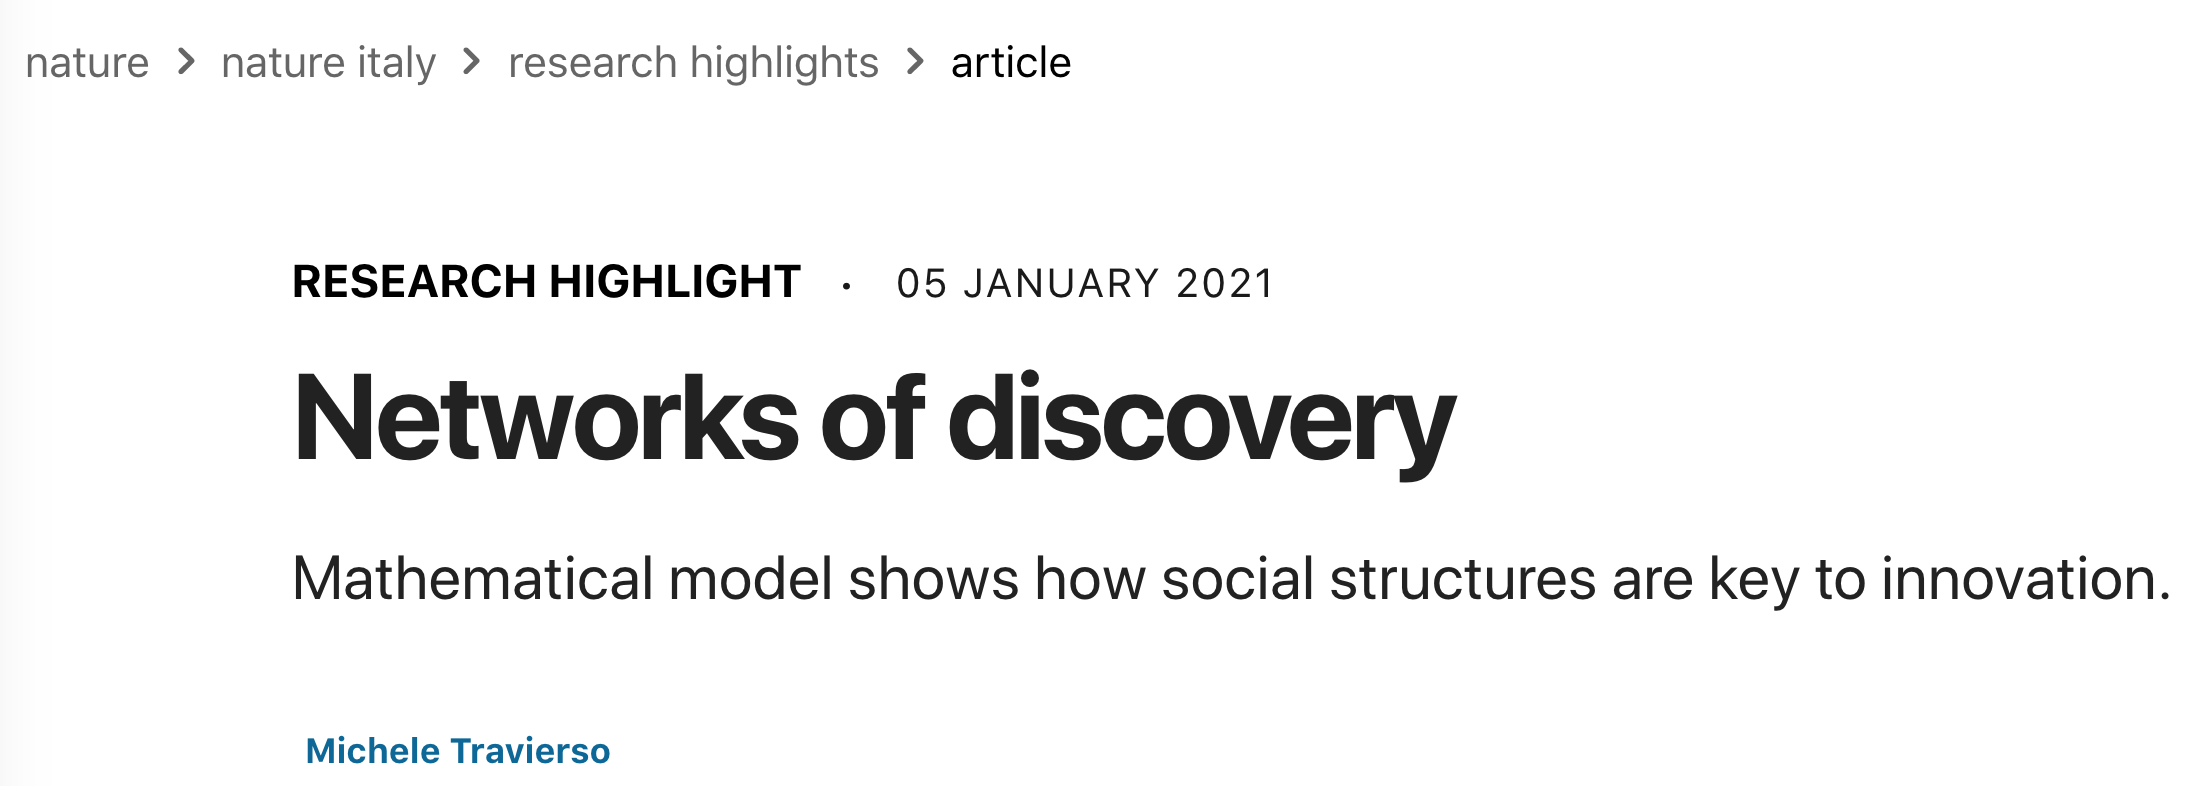 nature > nature italy > research highlights > article
RESEARCH HIGHLIGHT · 05 JANUARY 2021
Networks of discovery
Mathematical model shows how social structures are key to innovation.
Michele Travierso